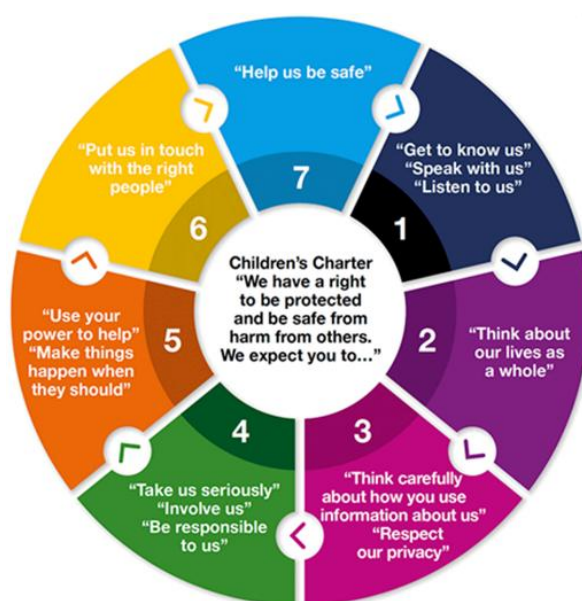 Children's Charter
“We have a right
to be protected
and be safe from
harm from others.
We expect you to...”
1
“Get to know us”
“Speak with us”
“Listen to us”
2
“Think about
our lives as
a whole”
3
“Think carefully
about how you use
information about us”
“Respect
our privacy”
4
“Take us seriously”
“Involve us”
“Be responsible
to us”
5
“Use your
power to help”
“Make things
happen when
they should”
6
“Put us in touch
with the right
people”
7
“Help us be safe”